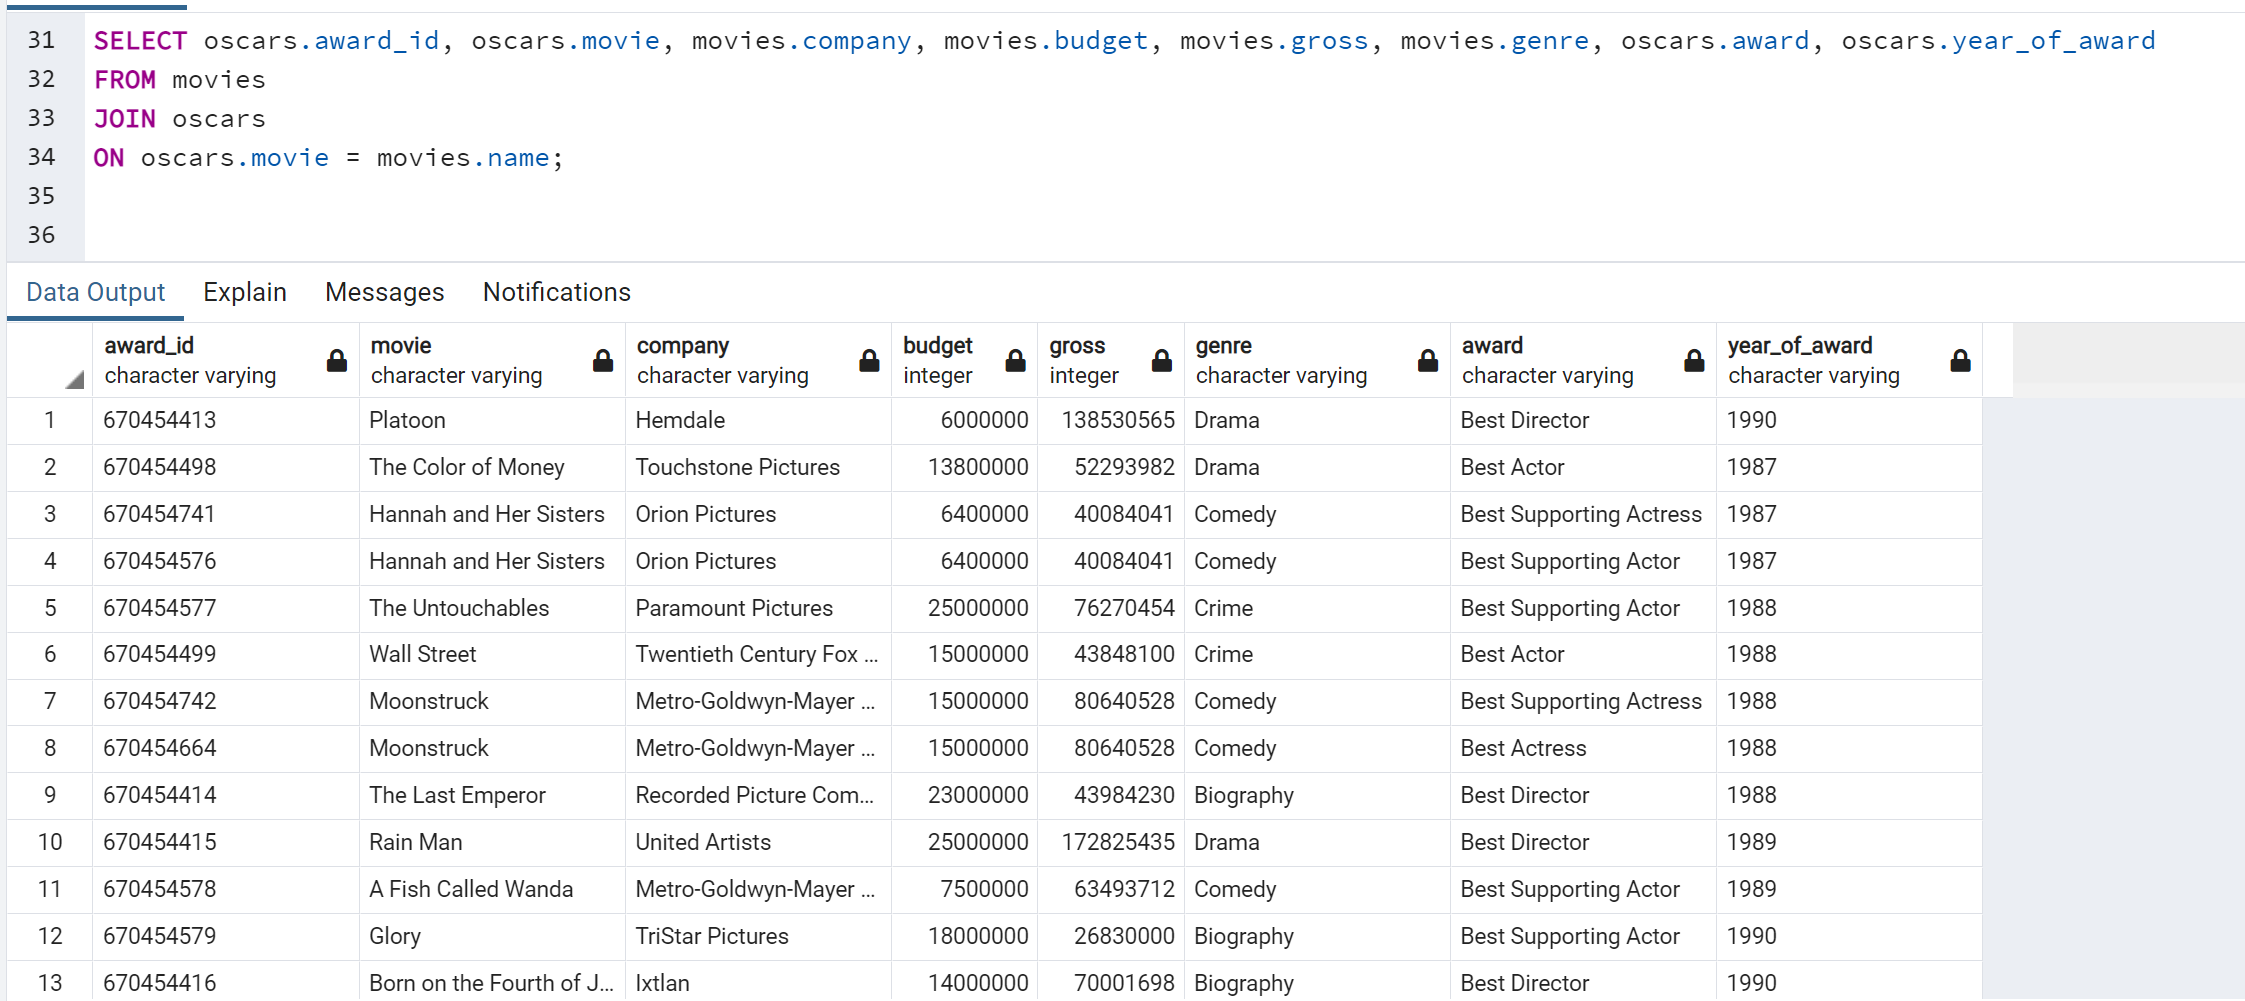 31 SELECT oscars.award_id, oscars.movie, movies.company, movies.budget, movies.gross, movies.genre, oscars.award, oscars.year_of_award
32 FROM movies
33 JOIN oscars
34 ON oscars.movie = movies.name;
35
36
Data Output Explain Messages Notifications
award_id movie company budget gross genre award year_of_award
character varying character varying character varying integer integer character varying character varying character varying
1 670454413 Platoon Hemdale 6000000 138530565 Drama Best Director 1990
2 670454498 The Color of Money Touchstone Pictures 13800000 52293982 Drama Best Actor 1987
3 670454741 Hannah and Her Sisters Orion Pictures 6400000 40084041 Comedy Best Supporting Actress 1987
4 670454576 Hannah and Her Sisters Orion Pictures 6400000 40084041 Comedy Best Supporting Actor 1987
5 670454577 The Untouchables Paramount Pictures 25000000 76270454 Crime Best Supporting Actor 1988
6 670454499 Wall Street Twentieth Century Fox ... 15000000 43848100 Crime Best Actor 1988
7 670454742 Moonstruck Metro-Goldwyn-Mayer ... 15000000 80640528 Comedy Best Supporting Actress 1988
8 670454664 Moonstruck Metro-Goldwyn-Mayer ... 15000000 80640528 Comedy Best Actress 1988
9 670454414 The Last Emperor Recorded Picture Com... 23000000 43984230 Biography Best Director 1988
10 670454415 Rain Man United Artists 25000000 172825435 Drama Best Director 1989
11 670454578 A Fish Called Wanda Metro-Goldwyn-Mayer ... 7500000 63493712 Comedy Best Supporting Actor 1989
12 670454579 Glory TriStar Pictures 18000000 26830000 Biography Best Supporting Actor 1990
13 670454416 Born on the Fourth of J... Ixtlan 14000000 70001698 Biography Best Director 1990